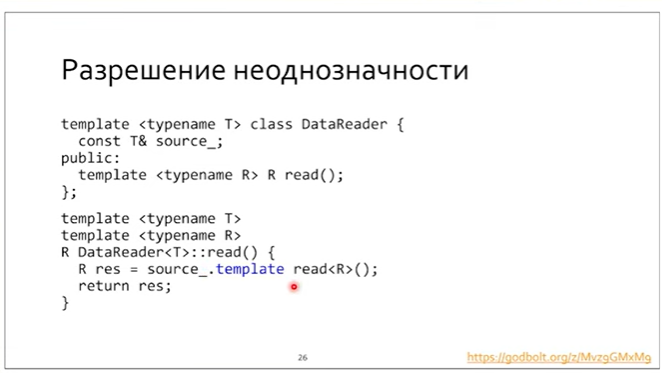 Разрешение неоднозначности
template <typename T> class DataReader {
const T& source_;
public:
template <typename R> R read();
};
template <typename T>
template <typename R>
R DataReader<T>::read() {
R res = source_.template read<R>();
return res;
}
26
https://godbolt.org/z/Mvz9GMxM9